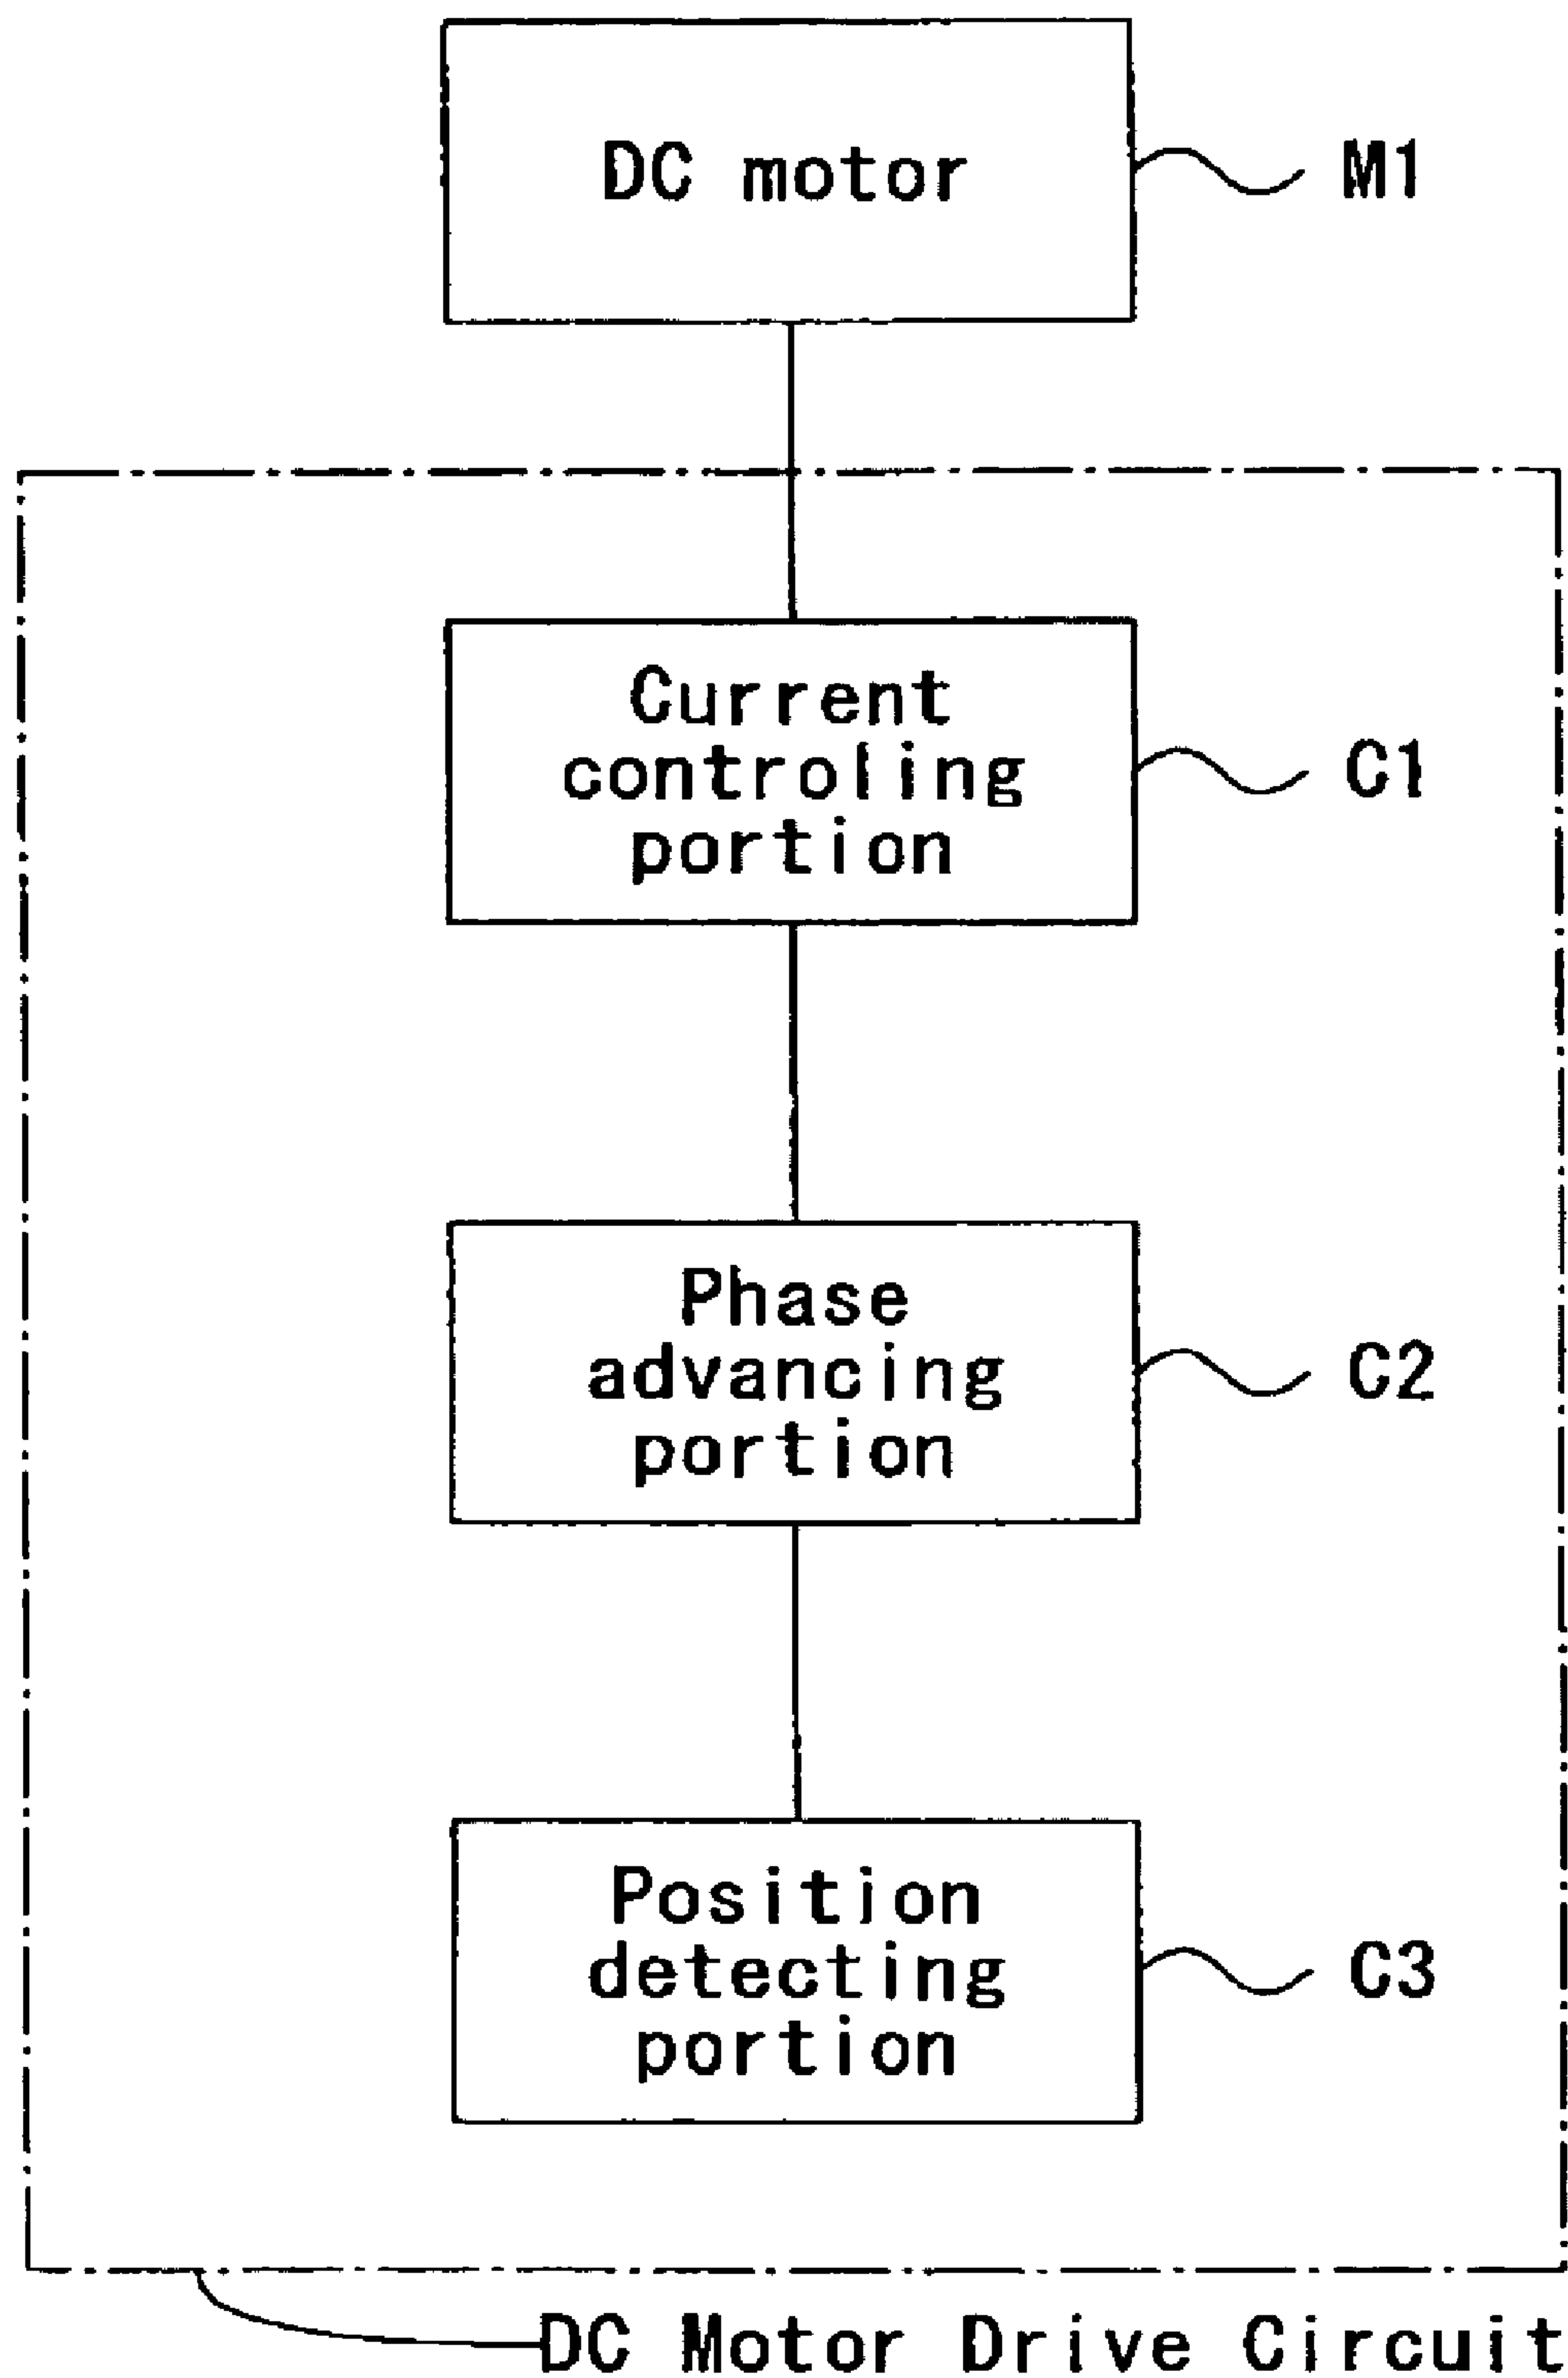 DC motor
M1
Current
controling
portion
C1
Phase
advancing
portion
C2
Position
detecting
portion
C3
DC Motor Drive Circuit